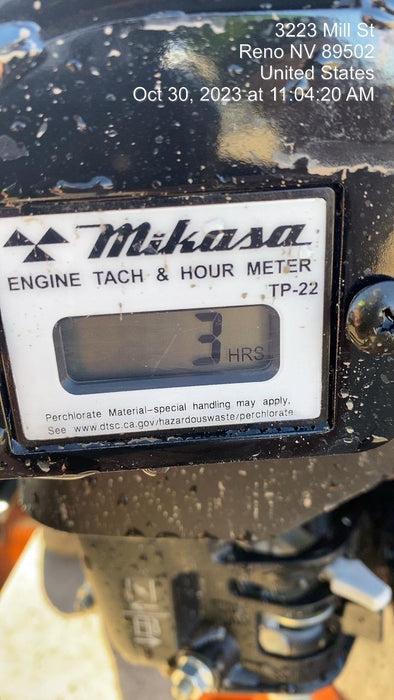 3223 Mill St
Reno NV 89502
United States
Oct 30, 2023 at 11:04:20 AM
Mikasa
ENGINE TACH & HOUR METER
TP-22
3 HRS
Perchlorate Material-special handling may apply.
See www.dtsc.ca.gov/hazardouswaste/perchlorate